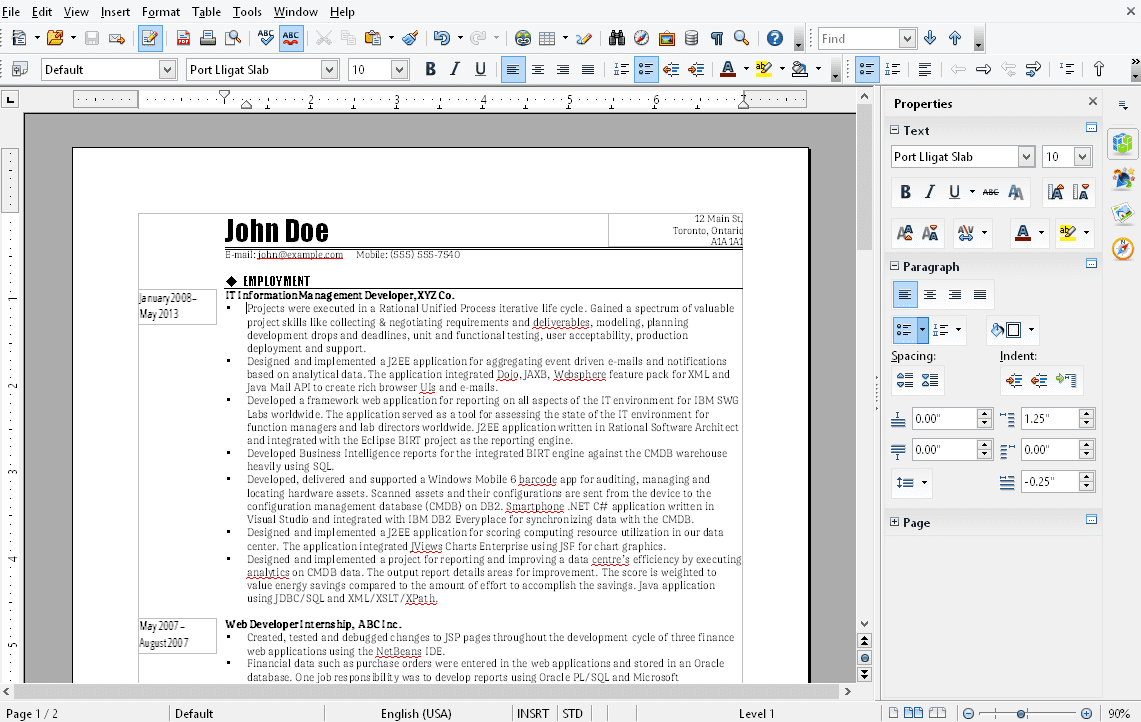 File Edit View Insert Format Table Tools Window Help
Find
Default Port Lligat Slab 10
Properties
Text
Port Lligat Slab 10
Paragraph
Spacing: Indent:
0.00" 1.25"
0.00" 0.00"
-0.25"
Page
2 3 4 5 6 7
1
2
3
4
5
John Doe
12 Main St.
Toronto, Ontario
A1A 1A1
E-mail: john@example.com Mobile: (555) 555-7540
EMPLOYMENT
January 2008–
May 2013
IT Information Management Developer, XYZ Co.
Projects were executed in a Rational Unified Process iterative life cycle. Gained a spectrum of valuable
project skills like collecting & negotiating requirements and deliverables, modeling, planning
development drops and deadlines, unit and functional testing, user acceptability, production
deployment and support.
Designed and implemented a J2EE application for aggregating event driven e-mails and notifications
based on analytical data. The application integrated Dojo, JAXB, Websphere feature pack for XML and
Java Mail API to create rich browser UIs and e-mails.
Developed a framework web application for reporting on all aspects of the IT environment for IBM SWG
Labs worldwide. The application served as a tool for assessing the state of the IT environment for
function managers and lab directors worldwide. J2EE application written in Rational Software Architect
and integrated with the Eclipse BIRT project as the reporting engine.
Developed Business Intelligence reports for the integrated BIRT engine against the CMDB warehouse
heavily using SQL.
Developed, delivered and supported a Windows Mobile 6 barcode app for auditing, managing and
locating hardware assets. Scanned assets and their configurations are sent from the device to the
configuration management database (CMDB) on DB2. Smartphone .NET C# application written in
Visual Studio and integrated with IBM DB2 Everyplace for synchronizing data with the CMDB.
Designed and implemented a J2EE application for scoring computing resource utilization in our data
center. The application integrated JViews Charts Enterprise using JSF for chart graphics.
Designed and implemented a project for reporting and improving a data centre's efficiency by executing
analytics on CMDB data. The output report details areas for improvement. The score is weighted to
value energy savings compared to the amount of effort to accomplish the savings. Java application
using JDBC/SQL and XML/XSLT/XPath.
May 2007 –
August 2007
Web Developer Internship, ABC Inc.
Created, tested and debugged changes to JSP pages throughout the development cycle of three finance
web applications using the NetBeans IDE.
Financial data such as purchase orders were entered in the web applications and stored in an Oracle
database. One job responsibility was to develop reports using Oracle PL/SQL and Microsoft
Page 1 / 2 Default English (USA) INSRT STD Level 1 90%